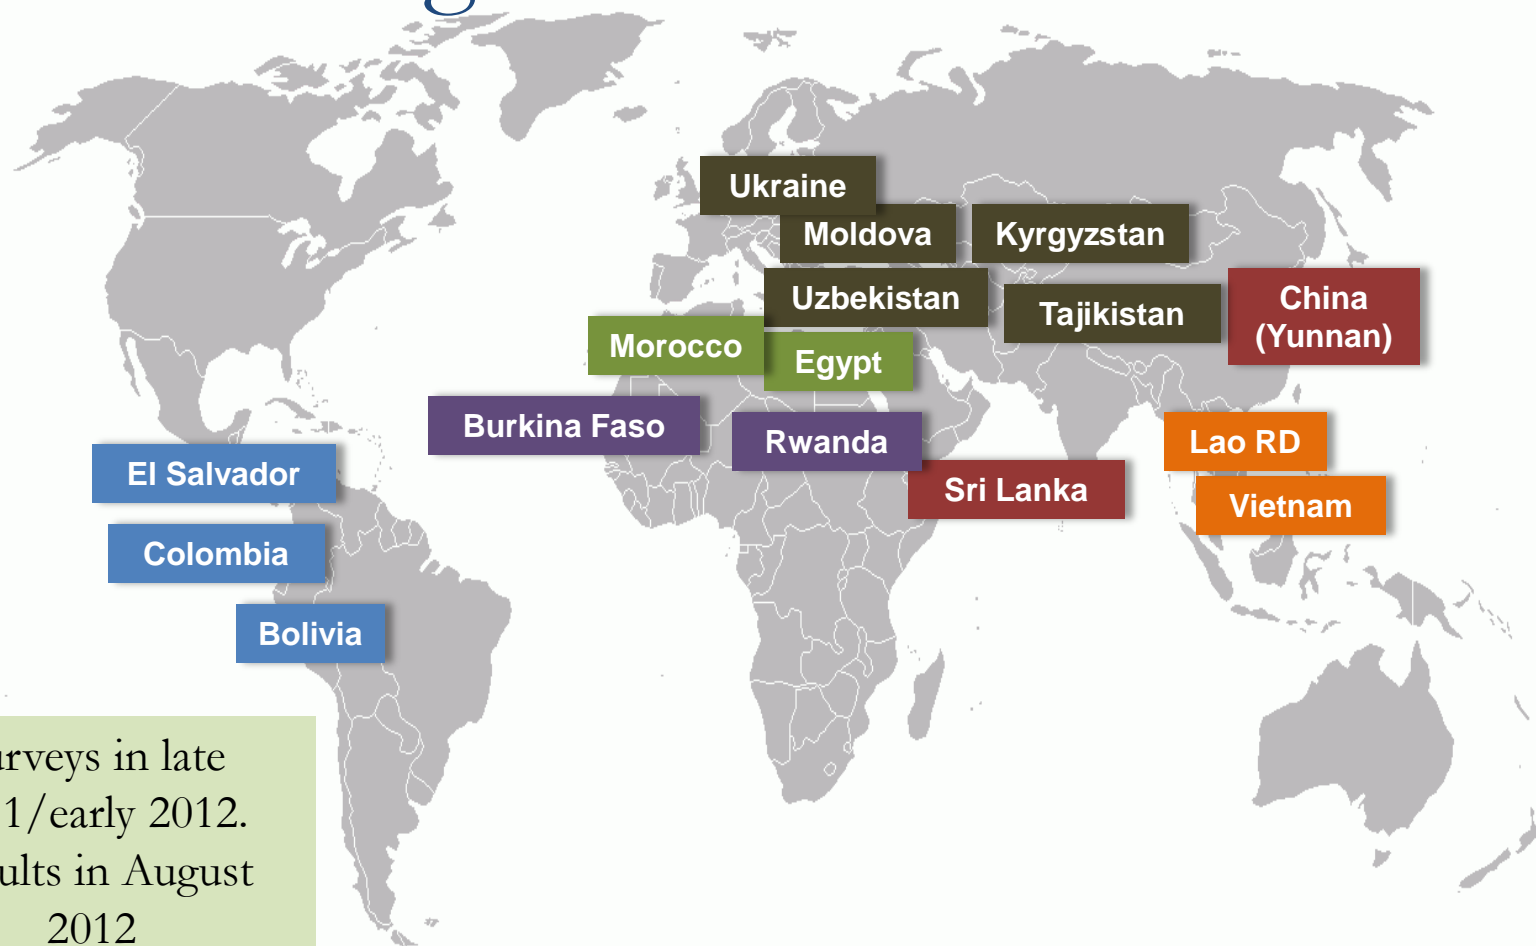 Ukraine
Moldova
Kyrgyzstan
Uzbekistan
Tajikistan
China
(Yunnan)
Morocco
Egypt
Burkina Faso
Rwanda
Lao RD
El Salvador
Sri Lanka
Vietnam
Colombia
Bolivia
urveys in late
1/early 2012.
ults in August
2012